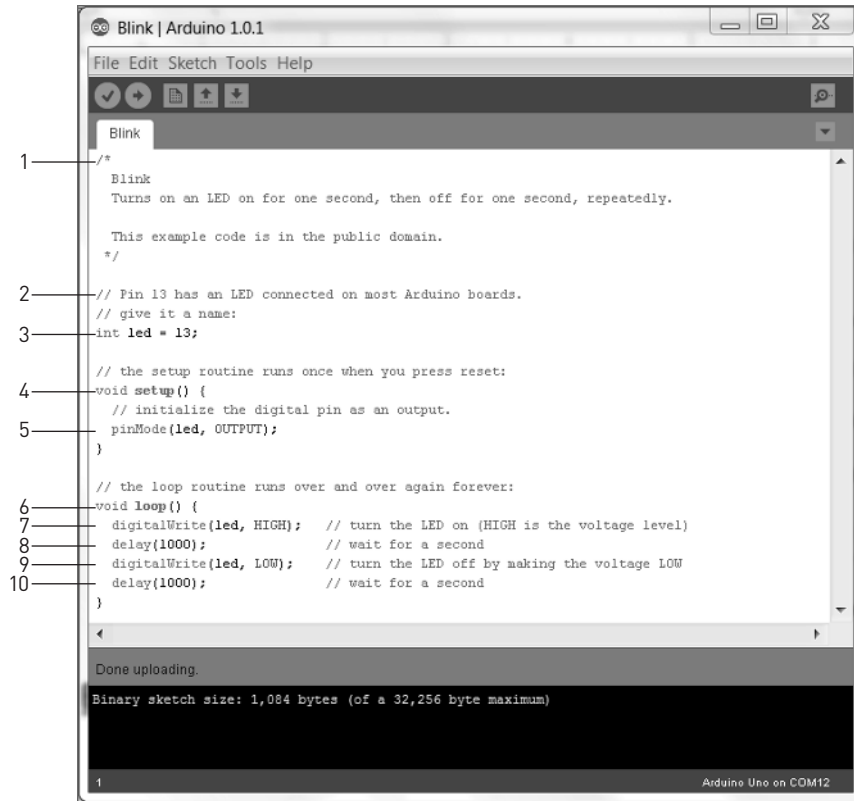 Blink | Arduino 1.0.1
File Edit Sketch Tools Help
Blink
1 /*
Blink
Turns on an LED on for one second, then off for one second, repeatedly.
This example code is in the public domain.
*/
2 // Pin 13 has an LED connected on most Arduino boards.
// give it a name:
3 int led = 13;
// the setup routine runs once when you press reset:
4 void setup() {
// initialize the digital pin as an output.
5 pinMode(led, OUTPUT);
}
// the loop routine runs over and over again forever:
6 void loop() {
7 digitalWrite(led, HIGH); // turn the LED on (HIGH is the voltage level)
8 delay(1000); // wait for a second
9 digitalWrite(led, LOW); // turn the LED off by making the voltage LOW
10 delay(1000); // wait for a second
}
Done uploading.
Binary sketch size: 1,084 bytes (of a 32,256 byte maximum)
1 Arduino Uno on COM12